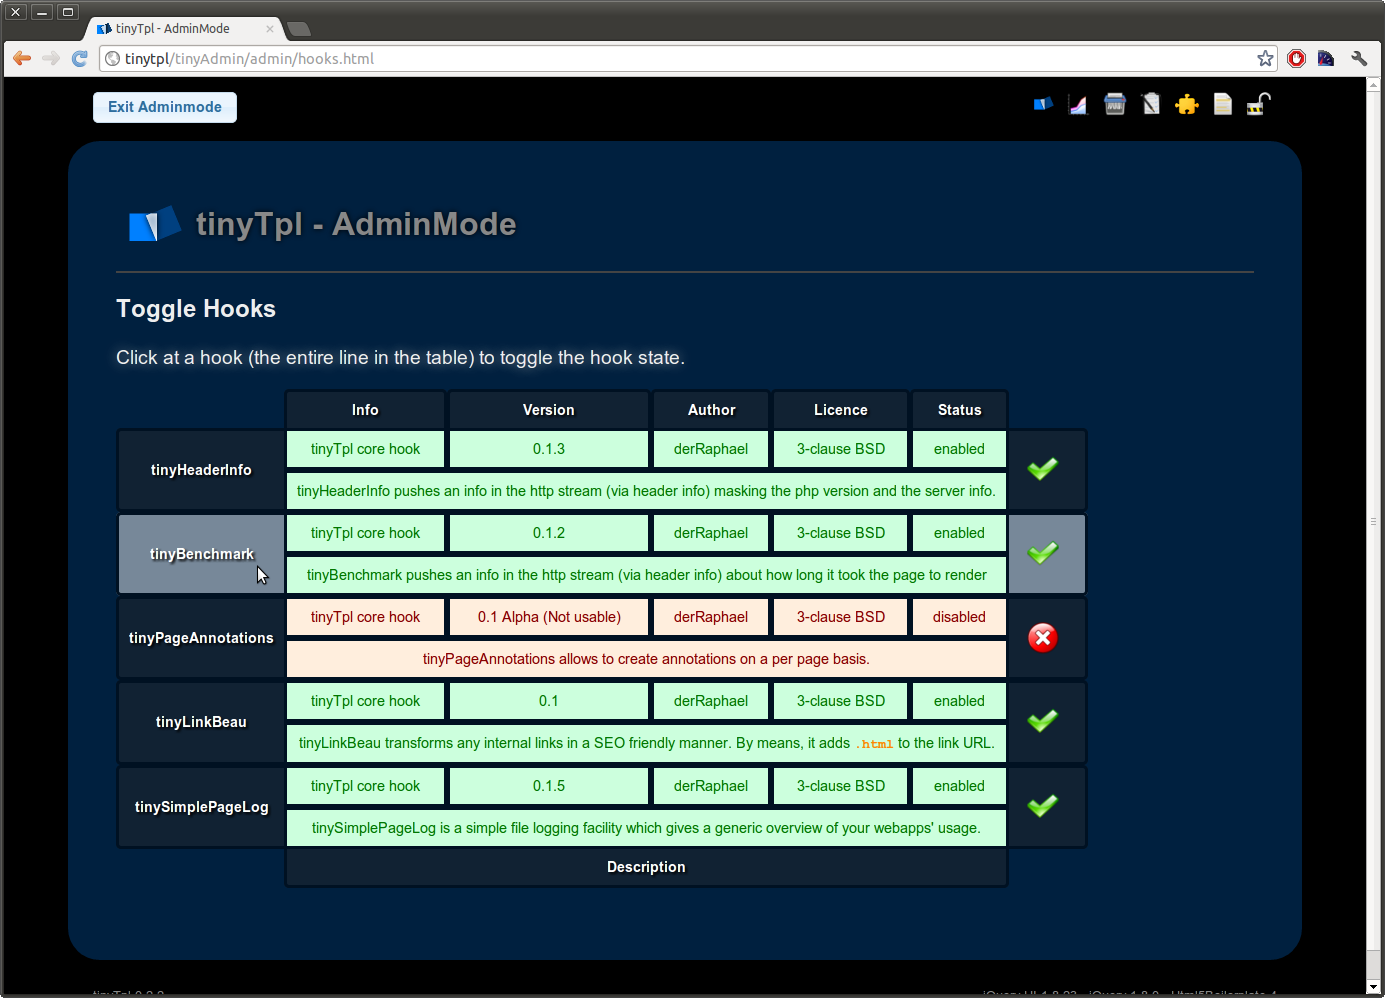 tinyTpl - AdminMode
tinytpl/tinyAdmin/admin/hooks.html
Exit Adminmode
tinyTpl - AdminMode
Toggle Hooks
Click at a hook (the entire line in the table) to toggle the hook state.
Info Version Author Licence Status
tinyHeaderInfo
tinyTpl core hook 0.1.3 derRaphael 3-clause BSD enabled
tinyHeaderInfo pushes an info in the http stream (via header info) masking the php version and the server info.
tinyBenchmark
tinyTpl core hook 0.1.2 derRaphael 3-clause BSD enabled
tinyBenchmark pushes an info in the http stream (via header info) about how long it took the page to render
tinyPageAnnotations
tinyTpl core hook 0.1 Alpha (Not usable) derRaphael 3-clause BSD disabled
tinyPageAnnotations allows to create annotations on a per page basis.
tinyLinkBeau
tinyTpl core hook 0.1 derRaphael 3-clause BSD enabled
tinyLinkBeau transforms any internal links in a SEO friendly manner. By means, it adds .html to the link URL.
tinySimplePageLog
tinyTpl core hook 0.1.5 derRaphael 3-clause BSD enabled
tinySimplePageLog is a simple file logging facility which gives a generic overview of your webapps' usage.
Description